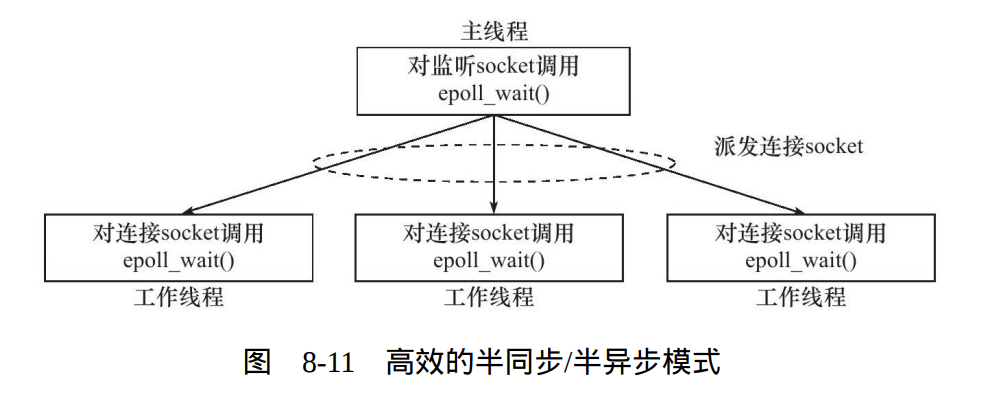 主线程
对监听socket调用
epoll_wait()
派发连接socket
对连接socket调用
epoll_wait()
工作线程
对连接socket调用
epoll_wait()
工作线程
对连接socket调用
epoll_wait()
工作线程
图 8-11 高效的半同步/半异步模式